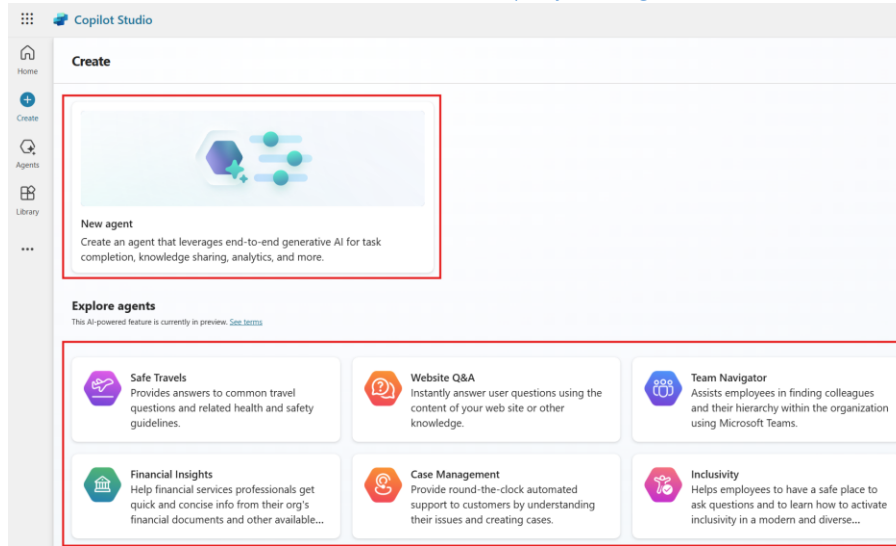 Copilot Studio
Home
Create
Agents
Library
Create
New agent
Create an agent that leverages end-to-end generative AI for task
completion, knowledge sharing, analytics, and more.
Explore agents
This AI-powered feature is currently in preview. See terms
Safe Travels
Provides answers to common travel
questions and related health and safety
guidelines.
Website Q&A
Instantly answer user questions using the
content of your web site or other
knowledge.
Team Navigator
Assists employees in finding colleagues
and their hierarchy within the organization
using Microsoft Teams.
Financial Insights
Help financial services professionals get
quick and concise info from their org's
financial documents and other available...
Case Management
Provide round-the-clock automated
support to customers by understanding
their issues and creating cases.
Inclusivity
Helps employees to have a safe place to
ask questions and to learn how to activate
inclusivity in a modern and diverse...